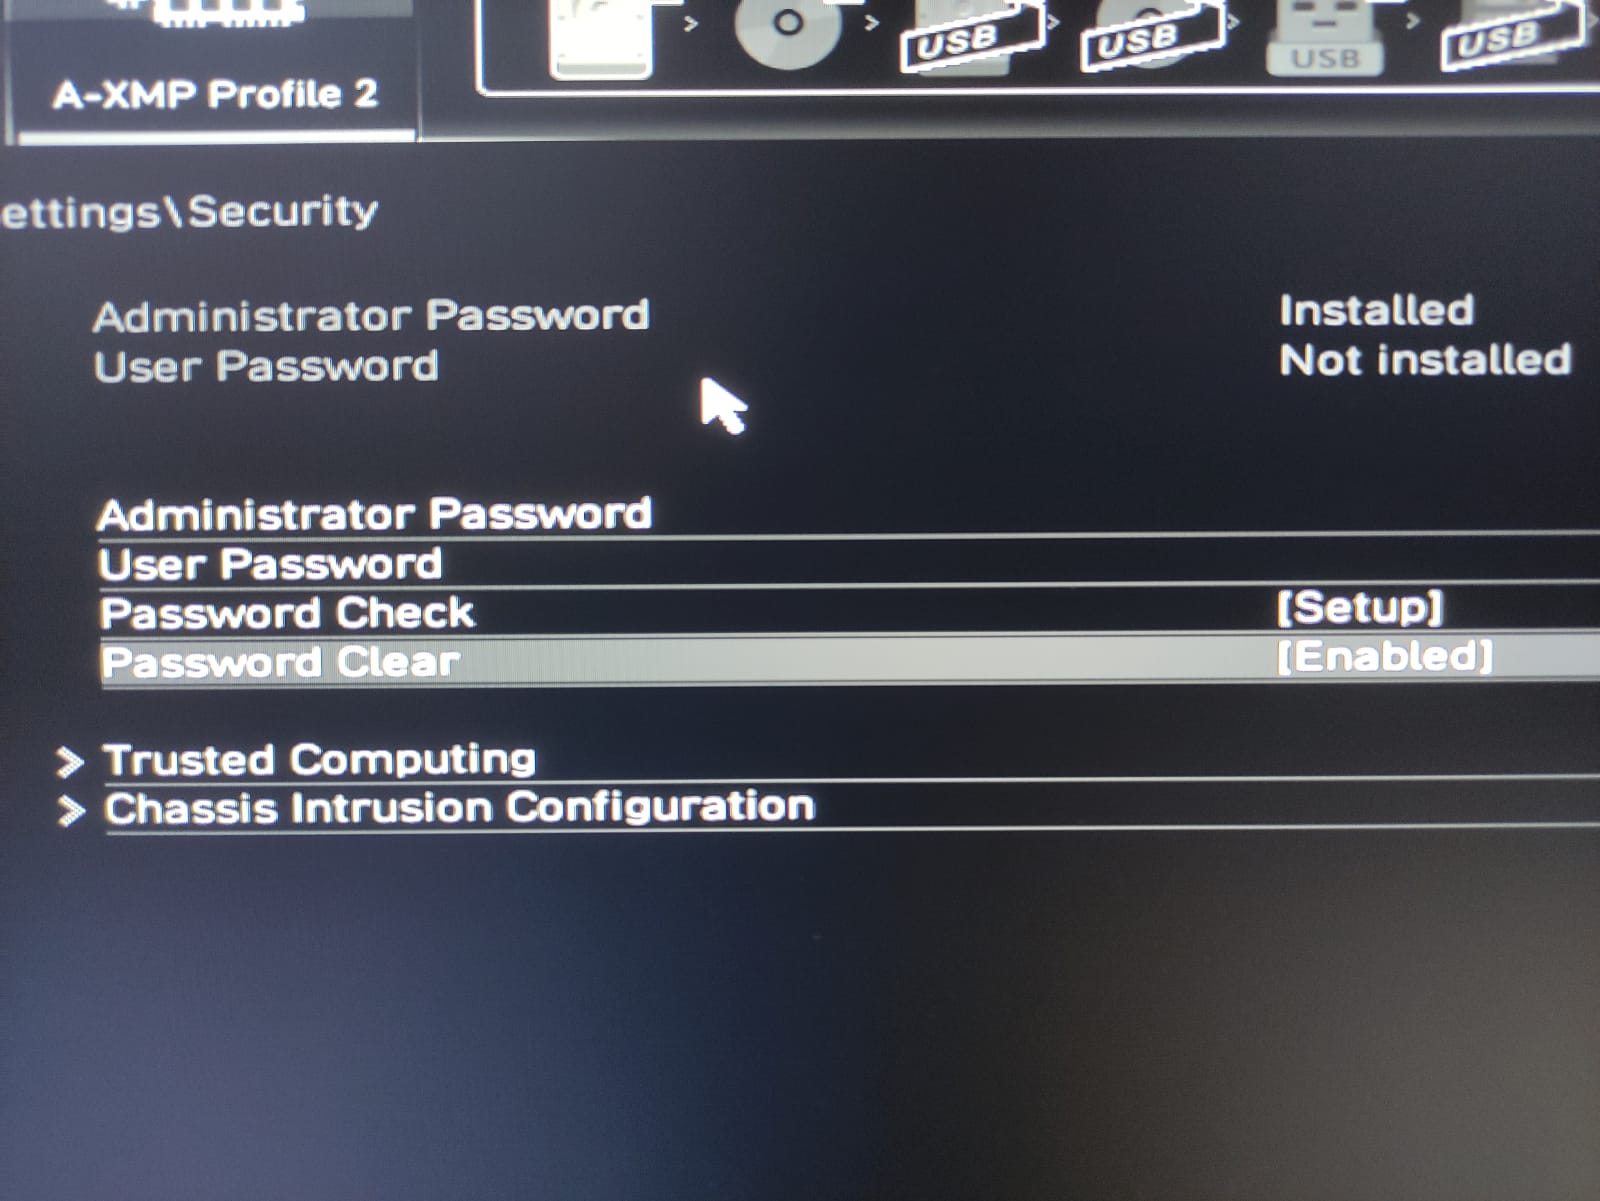 USB
USB
USB
USB
A-XMP Profile 2
ettings\Security
Administrator Password Installed
User Password Not installed
Administrator Password
User Password
Password Check [Setup]
Password Clear [Enabled]
> Trusted Computing
> Chassis Intrusion Configuration